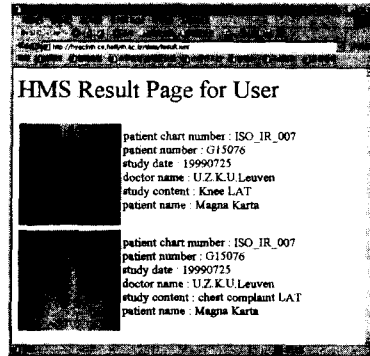 HMS Result Page for User
patient chart number : ISO_IR_007
patient number : G15076
study date : 19990725
doctor name : U.Z.K.U.Leuven
study content : Knee LAT
patient name : Magna Karta
patient chart number : ISO_IR_007
patient number : G15076
study date : 19990725
doctor name : U.Z.K.U.Leuven
study content : chest complaint LAT
patient name : Magna Karta